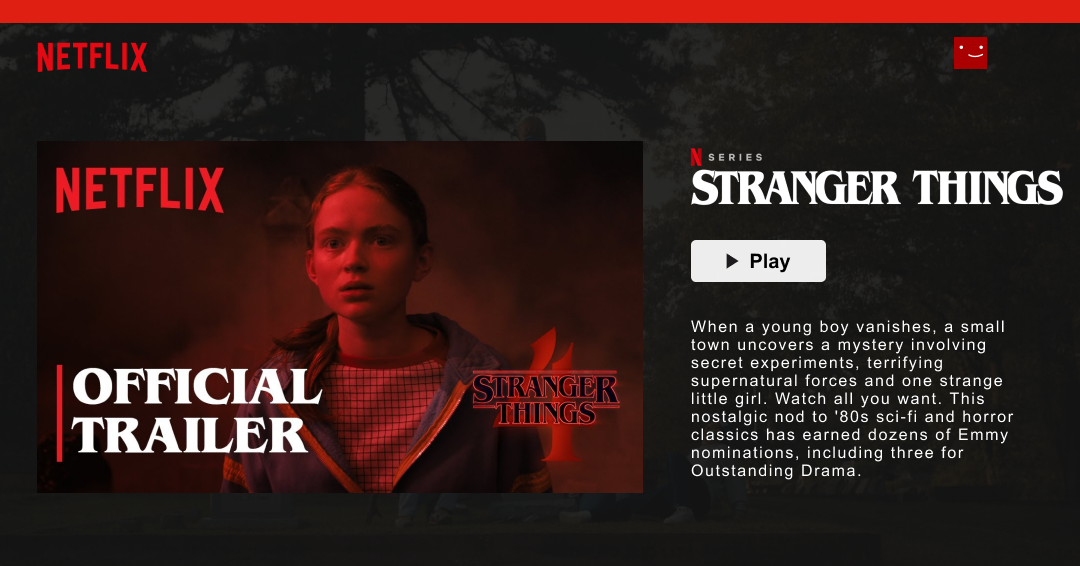 NETFLIX
NETFLIX
OFFICIAL
TRAILER
STRANGER
THINGS
4
N SERIES
STRANGER THINGS
Play
When a young boy vanishes, a small
town uncovers a mystery involving
secret experiments, terrifying
supernatural forces and one strange
little girl. Watch all you want. This
nostalgic nod to '80s sci-fi and horror
classics has earned dozens of Emmy
nominations, including three for
Outstanding Drama.